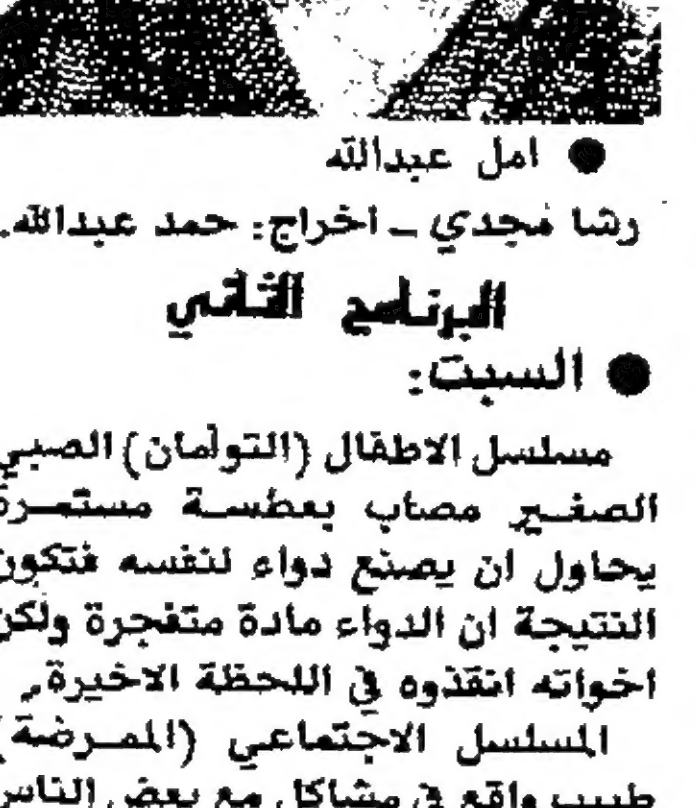 ● امل عبدالله
رشا مجدي ــ اخراج: حمد عبدالله.
البرنامج الثاني
● السبت:
مسلسل الاطفال (التوأمان) الصبي
الصغير مصاب بعطسة مستمرة
يحاول ان يصنع دواء لنفسه فتكون
النتيجة ان الدواء مادة متفجرة ولكن
اخواته انقذوه في اللحظة الاخيرة.
المسلسل الاجتماعي (الممرضة)
طبيب واقع في مشاكل مع بعض الناس